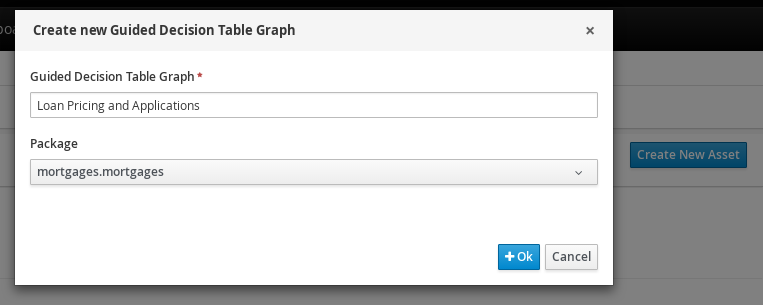 Create new Guided Decision Table Graph ×
Guided Decision Table Graph *
Loan Pricing and Applications
Package
mortgages.mortgages
Create New Asset
+ Ok Cancel